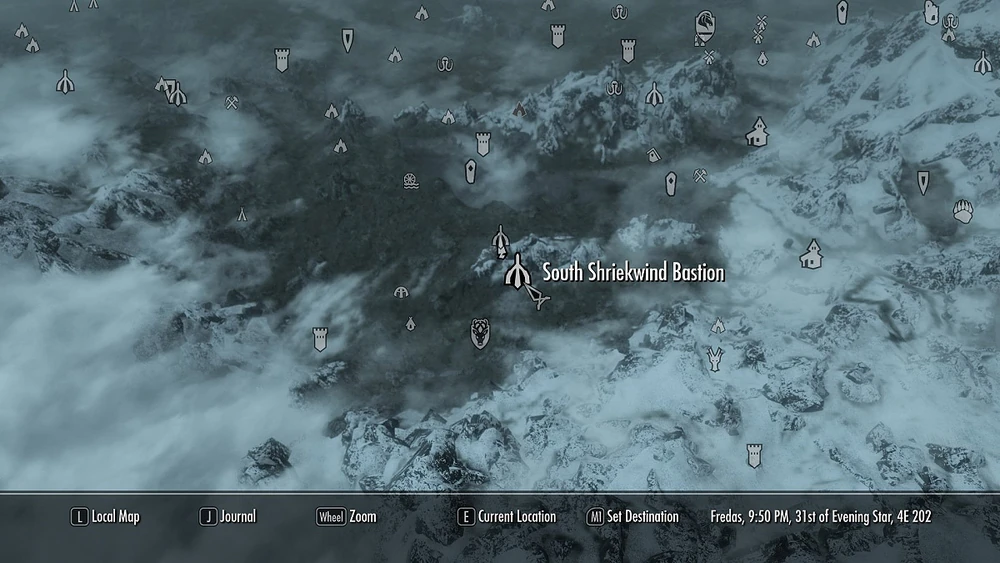 South Shriekwind Bastion
L Local Map J Journal Wheel Zoom E Current Location M1 Set Destination Fredas, 9:50 PM, 31st of Evening Star, 4E 202